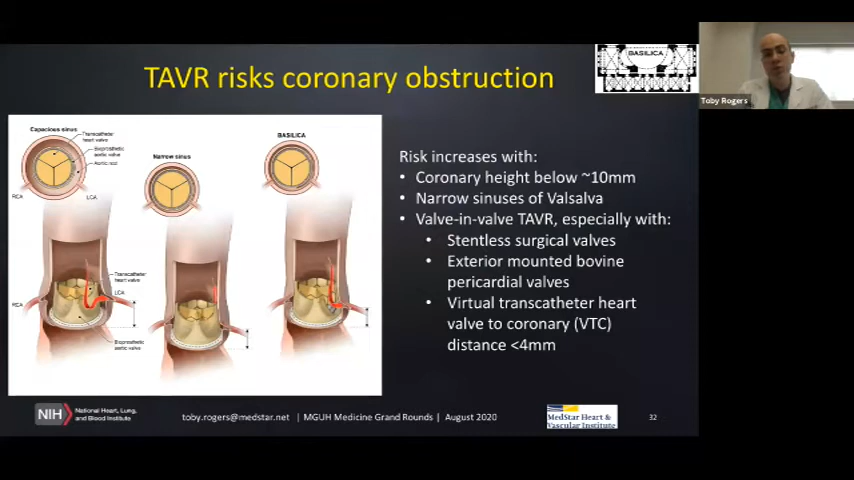 TAVR risks coronary obstruction
BASILICA
Toby Rogers
Capacious sinus
Transcatheter
heart valve
Bioprosthetic
aortic valve
Aortic root
RCA
LCA
Narrow sinus
BASILICA
Transcatheter
heart valve
LCA
RCA
Bioprosthetic
aortic valve
Risk increases with:
• Coronary height below ~10mm
• Narrow sinuses of Valsalva
• Valve-in-valve TAVR, especially with:
• Stentless surgical valves
• Exterior mounted bovine
pericardial valves
• Virtual transcatheter heart
valve to coronary (VTC)
distance <4mm
NIH
National Heart, Lung,
and Blood Institute
toby.rogers@medstar.net | MGUH Medicine Grand Rounds | August 2020
MedStar Heart &
Vascular Institute
32